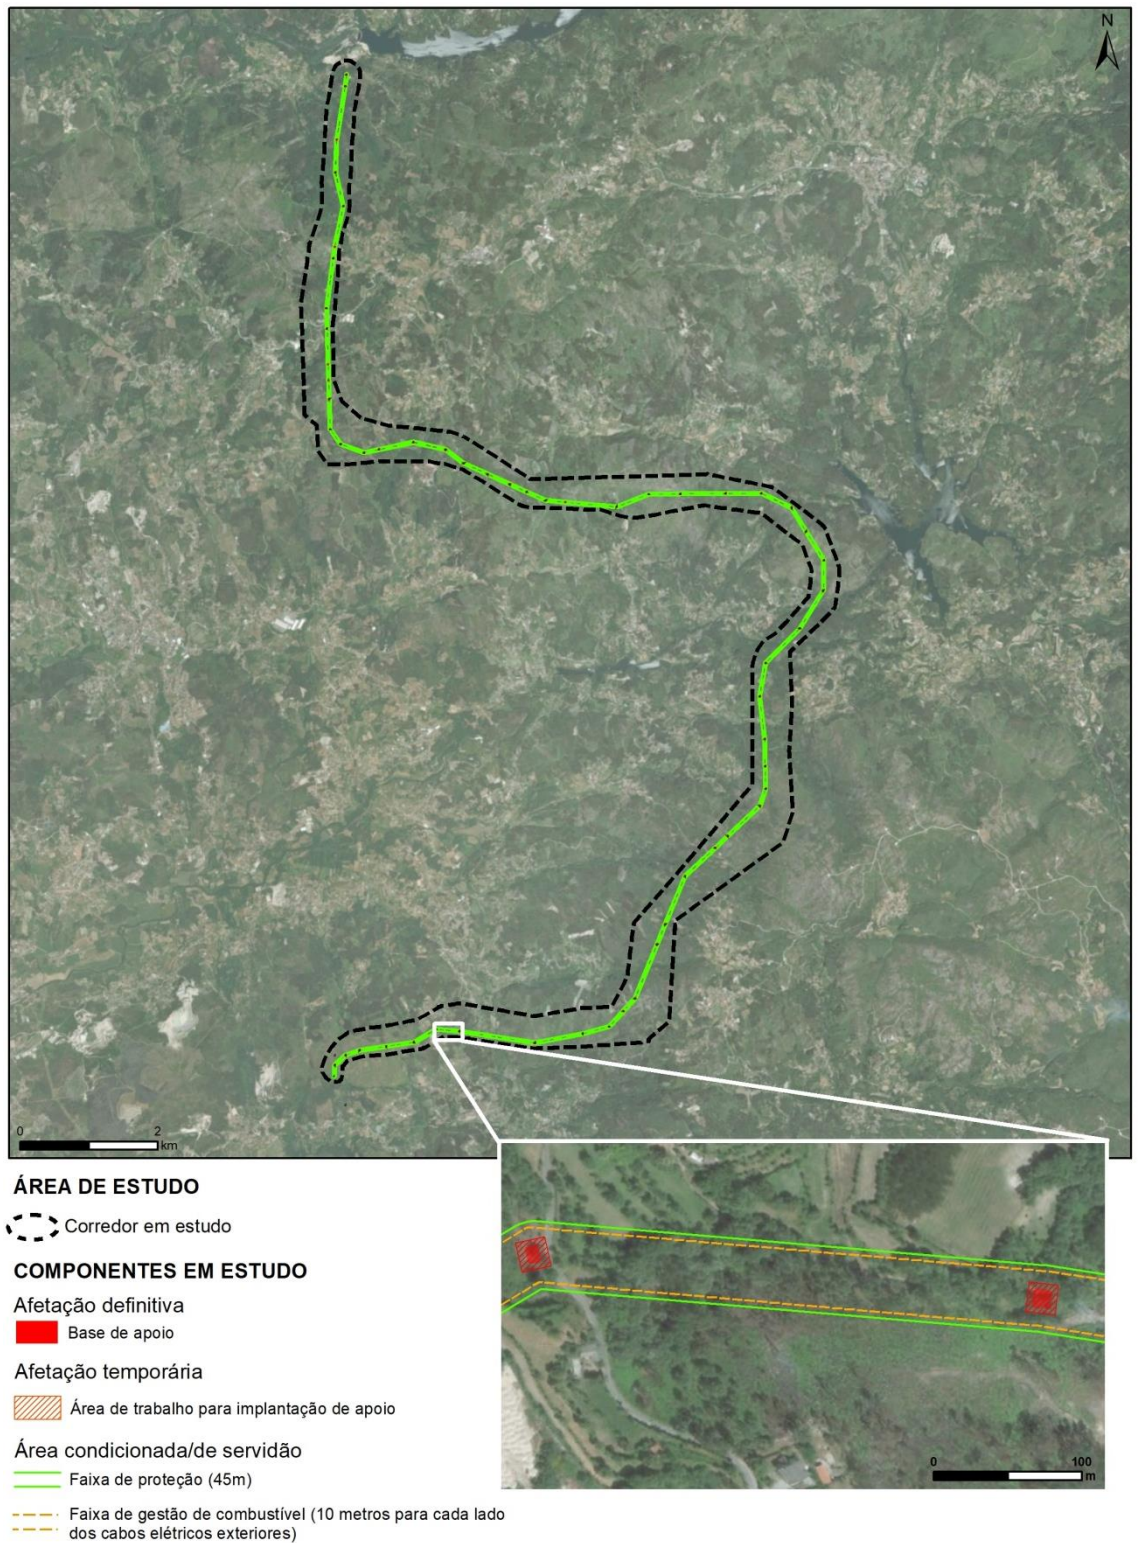 N
0 2
km
0 100
m
ÁREA DE ESTUDO
Corredor em estudo
COMPONENTES EM ESTUDO
Afetação definitiva
Base de apoio
Afetação temporária
Área de trabalho para implantação de apoio
Área condicionada/de servidão
Faixa de proteção (45m)
Faixa de gestão de combustível (10 metros para cada lado
dos cabos elétricos exteriores)